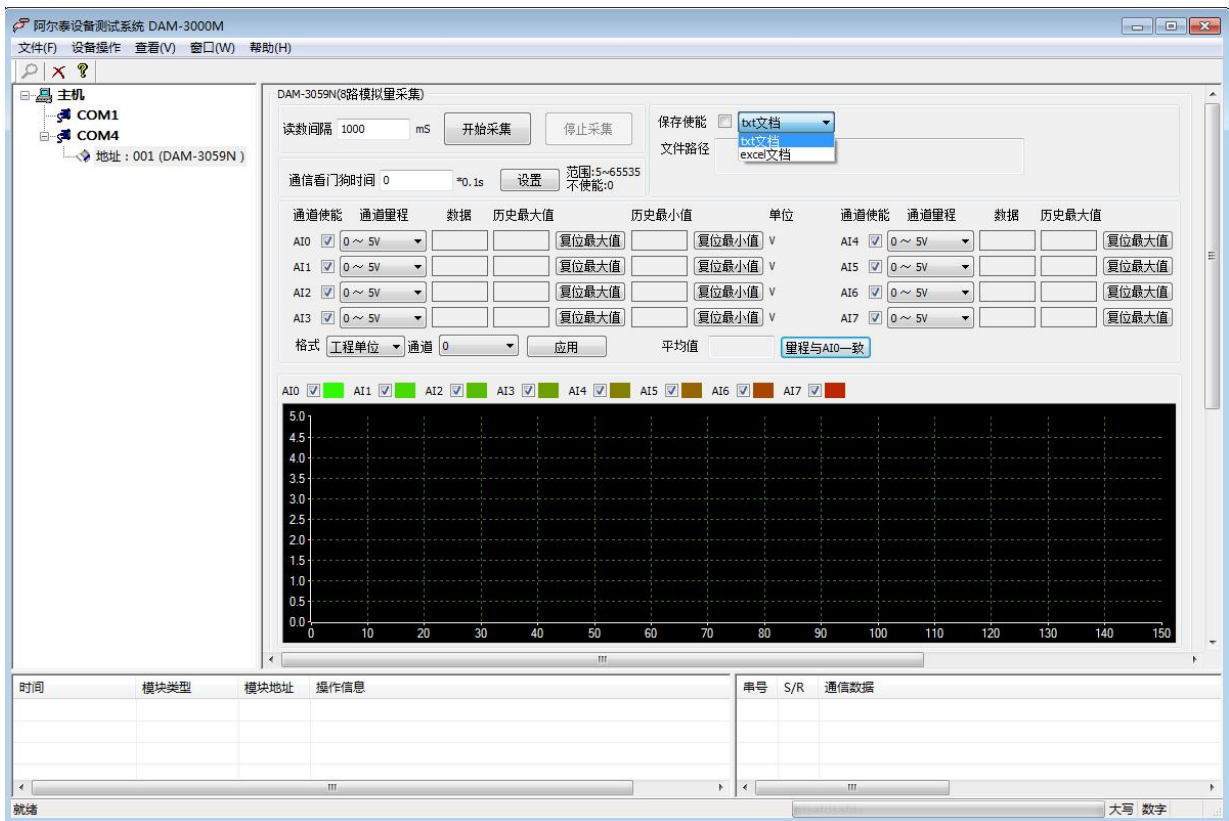 阿尔泰设备测试系统 DAM-3000M
文件(F) 设备操作 查看(V) 窗口(W) 帮助(H)
主机
COM1
COM4
地址：001 (DAM-3059N )
DAM-3059N(8路模拟量采集)
读数间隔 1000 mS 开始采集 停止采集
保存使能 txt文档
txt文档
excel文档
文件路径
通信看门狗时间 0 *0.1s 设置 范围:5~65535
不使能:0
通道使能 通道里程 数据 历史最大值 历史最小值 单位 通道使能 通道里程 数据 历史最大值
AI0 0～ 5V 复位最大值 复位最小值 V AI4 0～ 5V 复位最大值
AI1 0～ 5V 复位最大值 复位最小值 V AI5 0～ 5V 复位最大值
AI2 0～ 5V 复位最大值 复位最小值 V AI6 0～ 5V 复位最大值
AI3 0～ 5V 复位最大值 复位最小值 V AI7 0～ 5V 复位最大值
格式 工程单位 通道 0 应用 平均值 里程与AI0一致
AI0 AI1 AI2 AI3 AI4 AI5 AI6 AI7
5.0
4.5
4.0
3.5
3.0
2.5
2.0
1.5
1.0
0.5
0.0
0 10 20 30 40 50 60 70 80 90 100 110 120 130 140 150
时间 模块类型 模块地址 操作信息 串号 S/R 通信数据
就绪 大写 数字